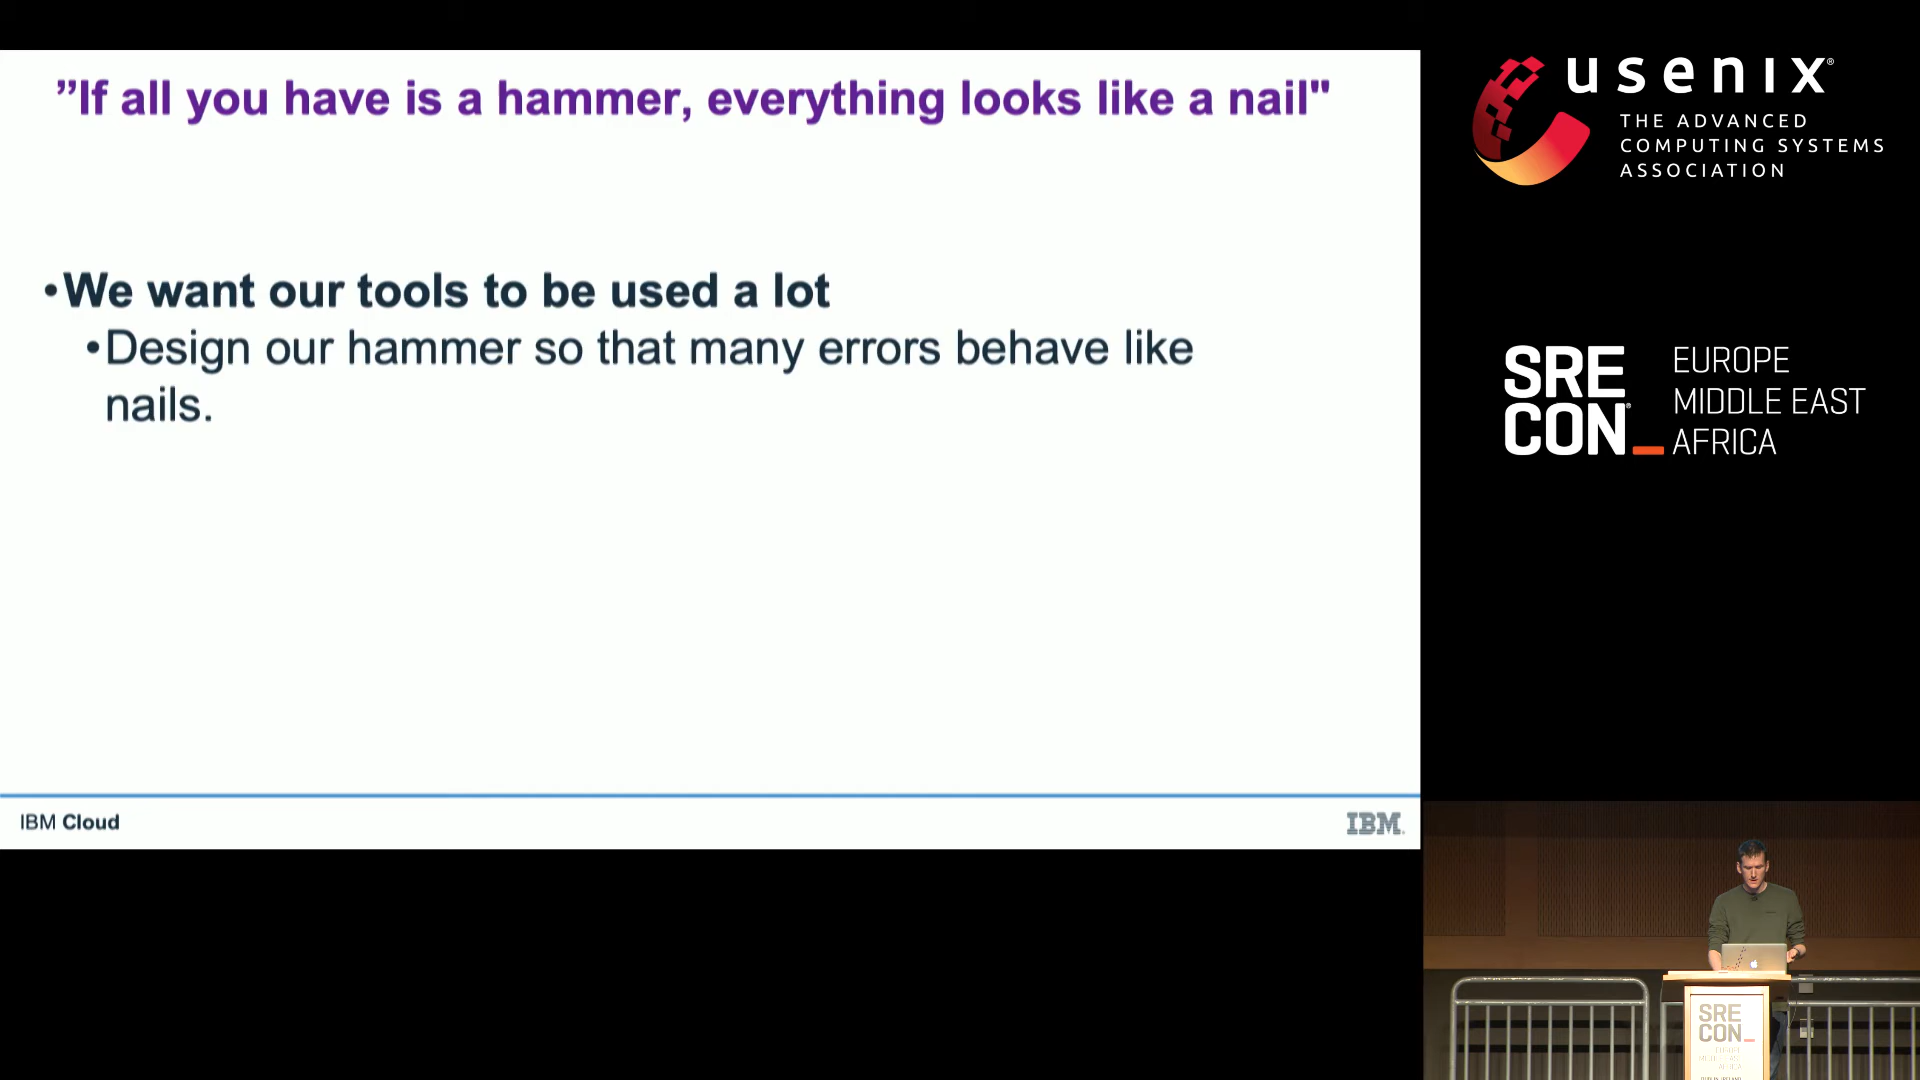 ”If all you have is a hammer, everything looks like a nail"
•We want our tools to be used a lot
•Design our hammer so that many errors behave like
nails.
IBM Cloud
IBM
usenix®
THE ADVANCED
COMPUTING SYSTEMS
ASSOCIATION
SRE
CON_
EUROPE
MIDDLE EAST
AFRICA
SRE
CON_